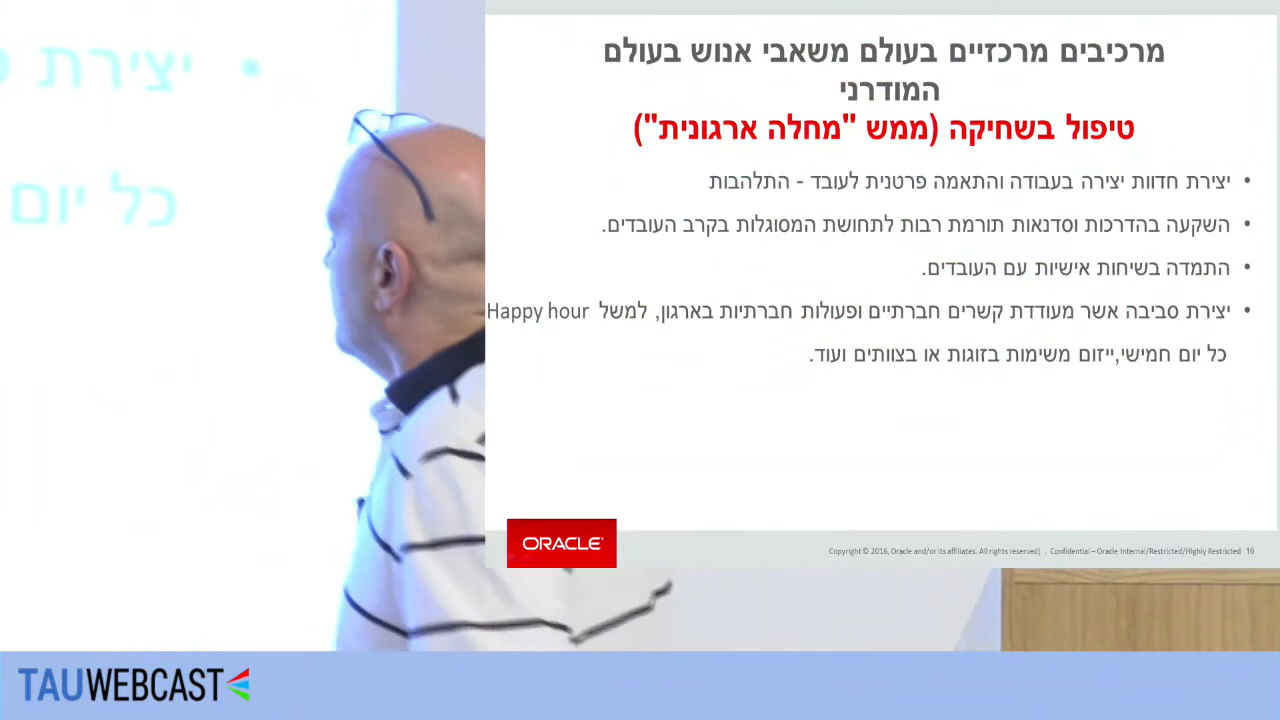 • יצירת
כל יום
מרכיבים מרכזיים בעולם משאבי אנוש בעולם
המודרני
טיפול בשחיקה (ממש "מחלה ארגונית")
• יצירת חדוות יצירה בעבודה והתאמה פרטנית לעובד - התלהבות
• השקעה בהדרכות וסדנאות תורמת רבות לתחושת המסוגלות בקרב העובדים.
• התמדה בשיחות אישיות עם העובדים.
• יצירת סביבה אשר מעודדת קשרים חברתיים ופעולות חברתיות בארגון, למשל Happy hour
כל יום חמישי,ייזום משימות בזוגות או בצוותים ועוד.
ORACLE®
Copyright © 2016, Oracle and/or its affiliates. All rights reserved| . Confidential – Oracle Internal/Restricted/Highly Restricted 16
TAUWEBCAST